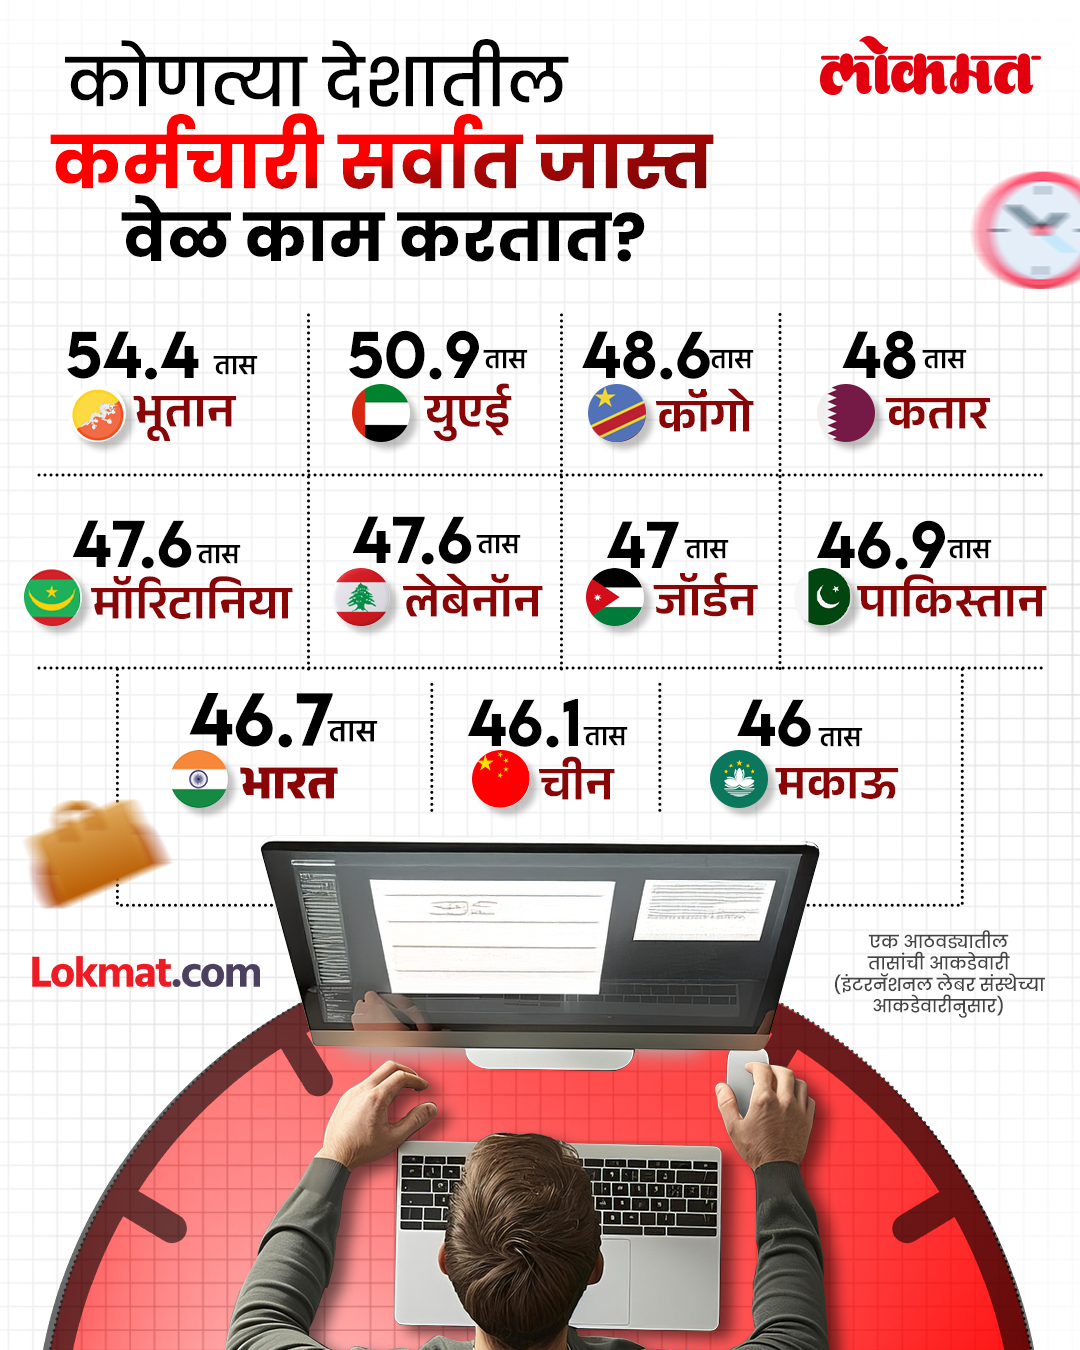 कोणत्या देशातील
लोकमत
कर्मचारी सर्वात जास्त
वेळ काम करतात?
54.4 तास
भूतान
50.9 तास
युएई
48.6 तास
कॉंगो
48 तास
कतार
47.6 तास
मॉरिटानिया
47.6 तास
लेबेनॉन
47 तास
जॉर्डन
46.9 तास
पाकिस्तान
46.7 तास
भारत
46.1 तास
चीन
46 तास
मकाऊ
Lokmat.com
एक आठवड्यातील
तासांची आकडेवारी
(इंटरनॅशनल लेबर संस्थेच्या
आकडेवारीनुसार)